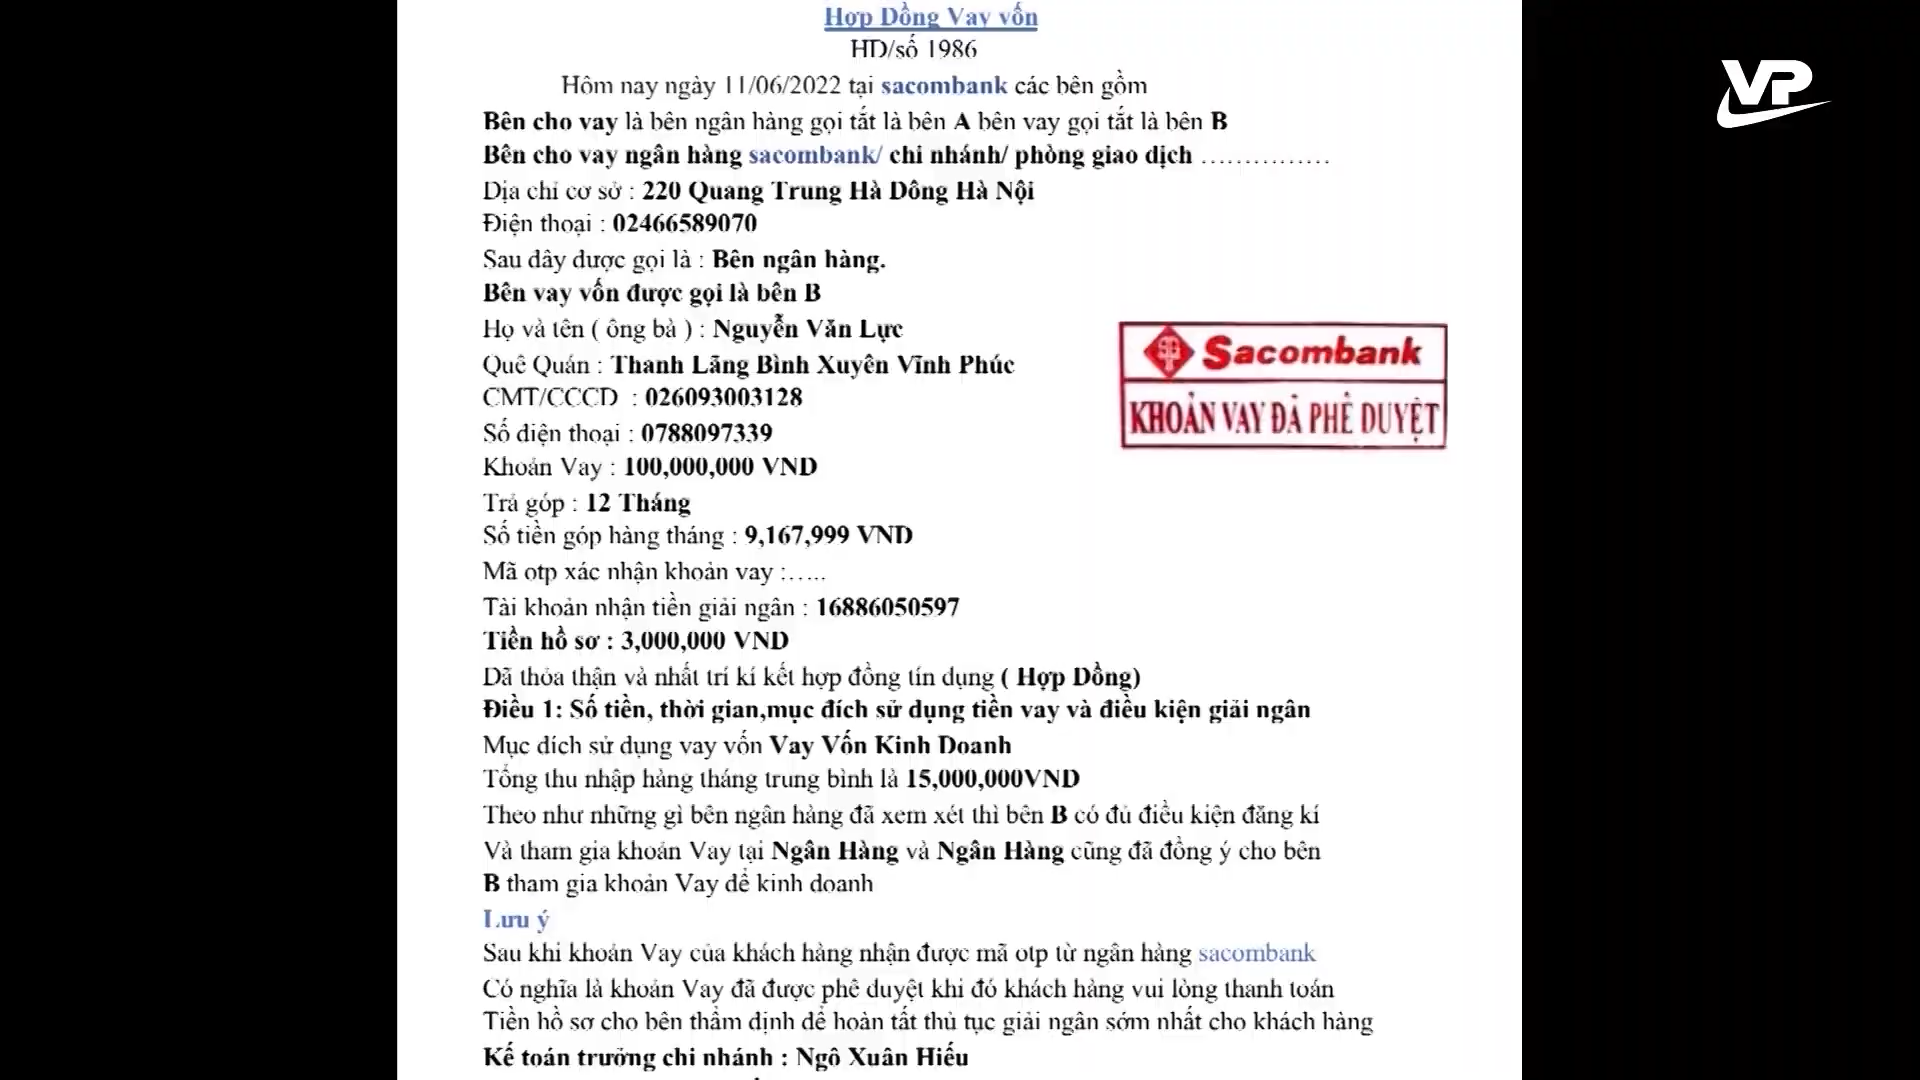 Hợp Dồng Vay vốn
HD/số 1986
Hôm nay ngày 11/06/2022 tại sacombank các bên gồm
Bên cho vay là bên ngân hàng gọi tắt là bên A bên vay gọi tắt là bên B
Bên cho vay ngân hàng sacombank/ chi nhánh/ phòng giao dịch ……………
Dịa chỉ cơ sở : 220 Quang Trung Hà Dông Hà Nội
Điện thoại : 02466589070
Sau dây dược gọi là : Bên ngân hàng.
Bên vay vốn được gọi là bên B
Họ và tên ( ông bà ) : Nguyễn Văn Lực
Quê Quán : Thanh Lãng Bình Xuyên Vĩnh Phúc
CMT/CCCD : 026093003128
Số diện thoại : 0788097339
Khoản Vay : 100,000,000 VND
Trả góp : 12 Tháng
Số tiền góp hàng tháng : 9,167,999 VND
Mã otp xác nhận khoản vay :.….
Tài khoản nhận tiền giải ngân : 16886050597
Tiền hồ sơ : 3,000,000 VND
Dã thỏa thận và nhất trí kí kết hợp đồng tín dụng ( Hợp Dồng)
Điều 1: Số tiền, thời gian,mục đích sử dụng tiền vay và điều kiện giải ngân
Mục dích sử dụng vay vốn Vay Vốn Kinh Doanh
Tổng thu nhập hàng tháng trung bình là 15,000,000VND
Theo như những gì bên ngân hàng đã xem xét thì bên B có đủ điều kiện đăng kí
Và tham gia khoản Vay tại Ngân Hàng và Ngân Hàng cũng đã đồng ý cho bên
B tham gia khoản Vay dể kinh doanh
Lưu ý
Sau khi khoản Vay của khách hàng nhận được mã otp từ ngân hàng sacombank
Có nghĩa là khoản Vay đã được phê duyệt khi đó khách hàng vui lòng thanh toán
Tiền hồ sơ cho bên thẩm dịnh dể hoàn tất thủ tục giải ngân sớm nhất cho khách hàng
Kế toán trưởng chi nhánh : Ngô Xuân Hiếu
Sacombank
KHOẢN VAY ĐÃ PHÊ DUYỆT
VP